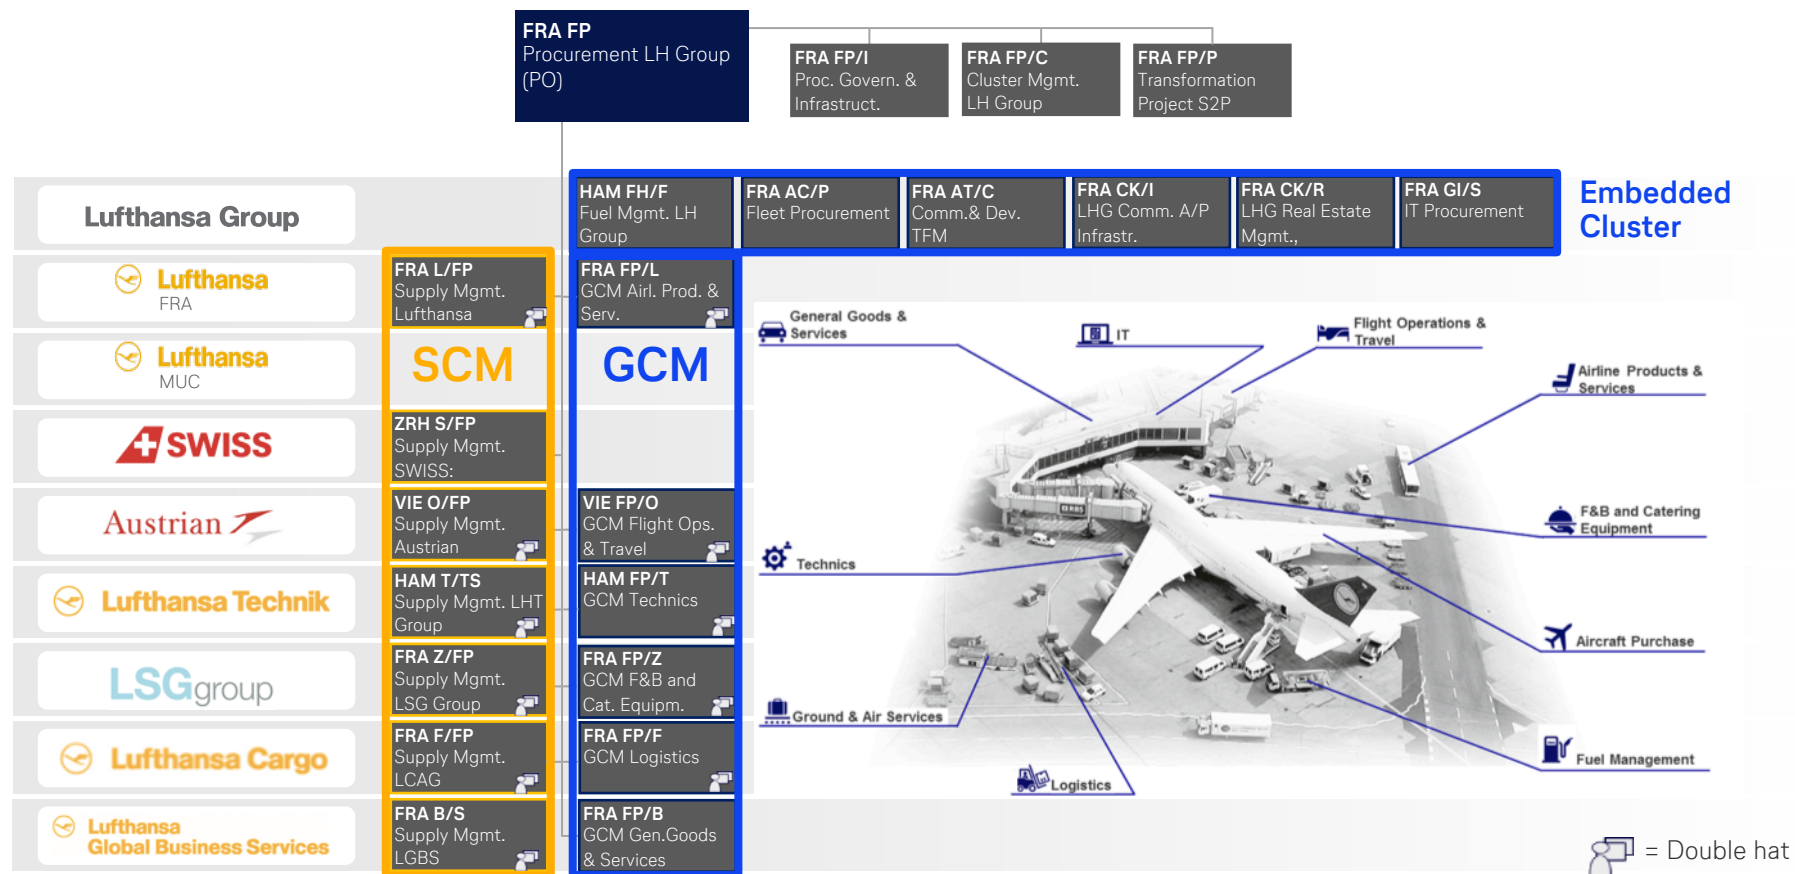 FRA FP
Procurement LH Group
(PO)
FRA FP/I
Proc. Govern. &
Infrastruct.
FRA FP/C
Cluster Mgmt.
LH Group
FRA FP/P
Transformation
Project S2P
Lufthansa Group
HAM FH/F
Fuel Mgmt. LH
Group
FRA AC/P
Fleet Procurement
FRA AT/C
Comm.& Dev.
TFM
FRA CK/I
LHG Comm. A/P
Infrastr.
FRA CK/R
LHG Real Estate
Mgmt.,
FRA GI/S
IT Procurement
Embedded
Cluster
Lufthansa
FRA
FRA L/FP
Supply Mgmt.
Lufthansa
FRA FP/L
GCM Airl. Prod. &
Serv.
Lufthansa
MUC
SCM
GCM
SWISS
ZRH S/FP
Supply Mgmt.
SWISS:
Austrian
VIE O/FP
Supply Mgmt.
Austrian
VIE FP/O
GCM Flight Ops.
& Travel
Lufthansa Technik
HAM T/TS
Supply Mgmt. LHT
Group
HAM FP/T
GCM Technics
LSGgroup
FRA Z/FP
Supply Mgmt.
LSG Group
FRA FP/Z
GCM F&B and
Cat. Equipm.
Lufthansa Cargo
FRA F/FP
Supply Mgmt.
LCAG
FRA FP/F
GCM Logistics
Lufthansa
Global Business Services
FRA B/S
Supply Mgmt.
LGBS
FRA FP/B
GCM Gen.Goods
& Services
General Goods &
Services
IT
Flight Operations &
Travel
Airline Products &
Services
RBS
F&B and Catering
Equipment
Technics
Aircraft Purchase
Ground & Air Services
Fuel Management
Logistics
= Double hat